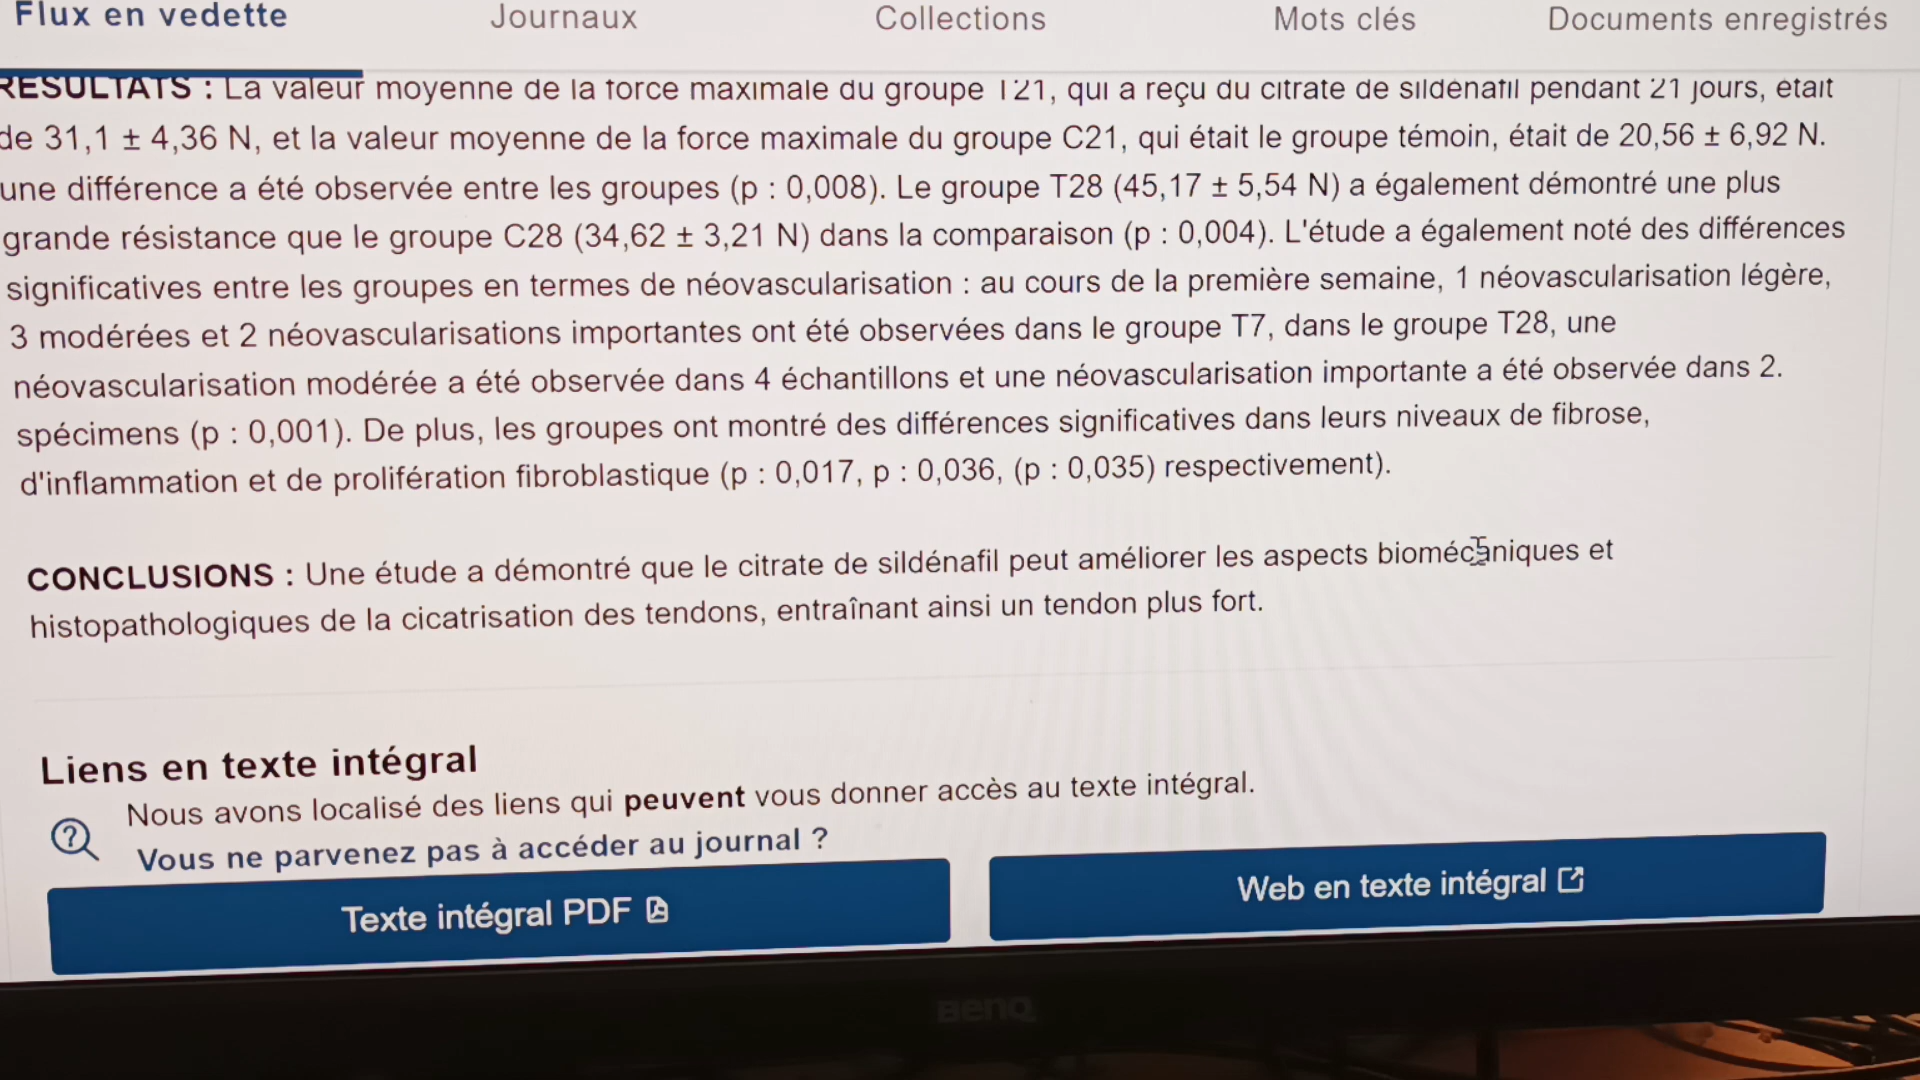 Flux en vedette Journaux Collections Mots clés Documents enregistrés
RÉSULTATS : La valeur moyenne de la force maximale du groupe T21, qui a reçu du citrate de sildénafil pendant 21 jours, était
de 31,1 ± 4,36 N, et la valeur moyenne de la force maximale du groupe C21, qui était le groupe témoin, était de 20,56 ± 6,92 N.
une différence a été observée entre les groupes (p : 0,008). Le groupe T28 (45,17 ± 5,54 N) a également démontré une plus
grande résistance que le groupe C28 (34,62 ± 3,21 N) dans la comparaison (p : 0,004). L'étude a également noté des différences
significatives entre les groupes en termes de néovascularisation : au cours de la première semaine, 1 néovascularisation légère,
3 modérées et 2 néovascularisations importantes ont été observées dans le groupe T7, dans le groupe T28, une
néovascularisation modérée a été observée dans 4 échantillons et une néovascularisation importante a été observée dans 2.
spécimens (p : 0,001). De plus, les groupes ont montré des différences significatives dans leurs niveaux de fibrose,
d'inflammation et de prolifération fibroblastique (p : 0,017, p : 0,036, (p : 0,035) respectivement).
CONCLUSIONS : Une étude a démontré que le citrate de sildénafil peut améliorer les aspects biomécaniques et
histopathologiques de la cicatrisation des tendons, entraînant ainsi un tendon plus fort.
Liens en texte intégral
Nous avons localisé des liens qui peuvent vous donner accès au texte intégral.
Vous ne parvenez pas à accéder au journal ?
Texte intégral PDF
Web en texte intégral
BenQ